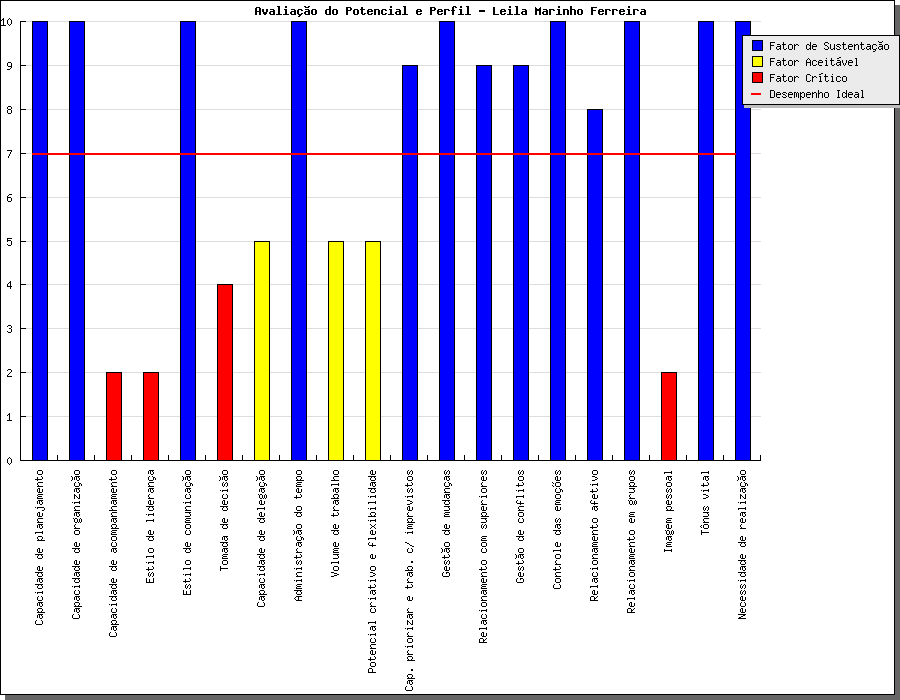 Avaliação do Potencial e Perfil - Leila Marinho Ferreira
Fator de Sustentação
Fator Aceitável
Fator Crítico
Desempenho Ideal
10
9
8
7
6
5
4
3
2
1
0
Capacidade de planejamento
Capacidade de organização
Capacidade de acompanhamento
Estilo de liderança
Estilo de comunicação
Tomada de decisão
Capacidade de delegação
Administração do tempo
Volume de trabalho
Potencial criativo e flexibilidade
Cap. priorizar e trab. c/ imprevistos
Gestão de mudanças
Relacionamento com superiores
Gestão de conflitos
Controle das emoções
Relacionamento afetivo
Relacionamento em grupos
Imagem pessoal
Tônus vital
Necessidade de realização